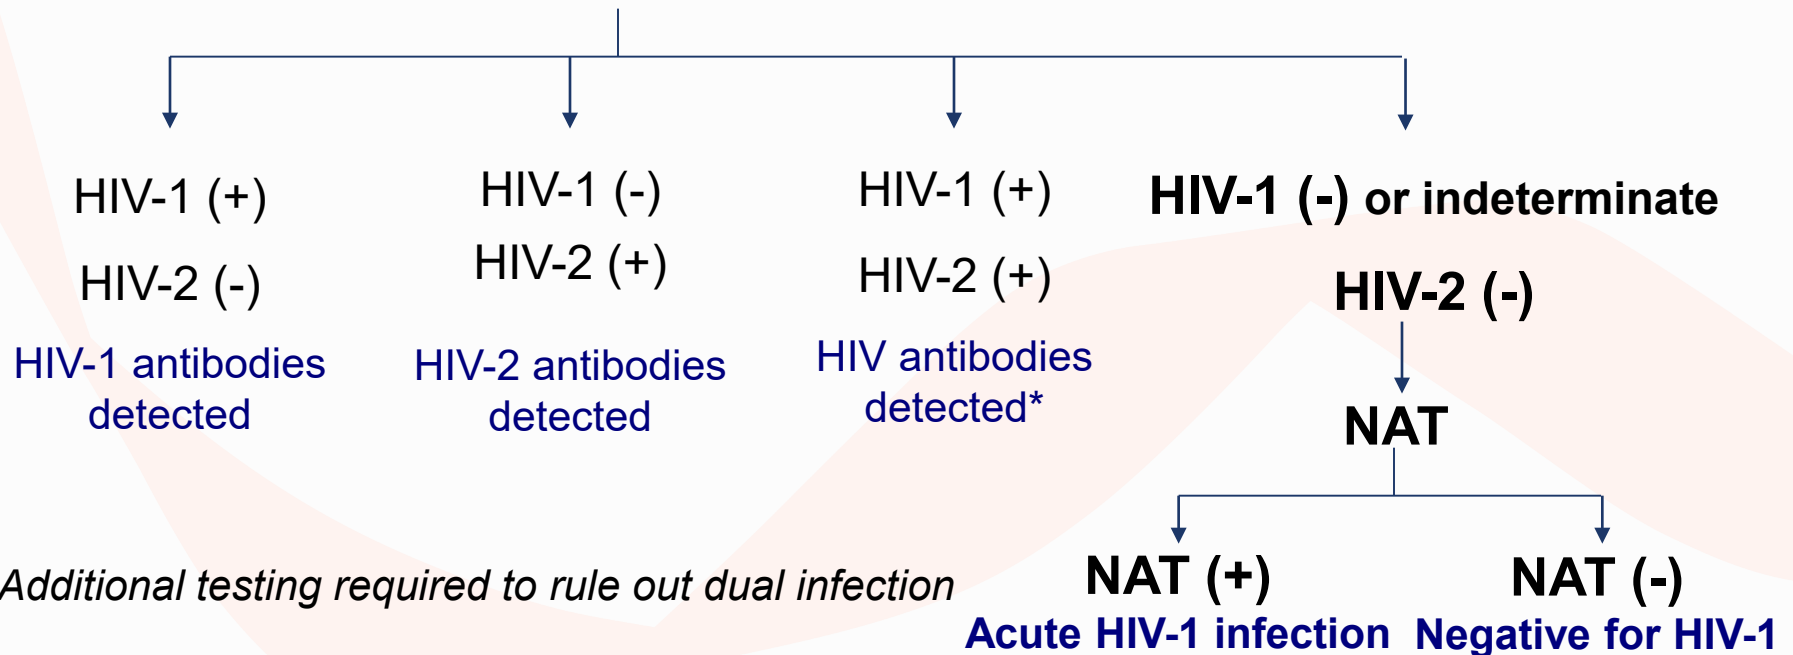 HIV-1 (+)
HIV-2 (-)
HIV-1 antibodies
detected
HIV-1 (-)
HIV-2 (+)
HIV-2 antibodies
detected
HIV-1 (+)
HIV-2 (+)
HIV antibodies
detected*
HIV-1 (-) or indeterminate
HIV-2 (-)
NAT
NAT (+)
Acute HIV-1 infection
NAT (-)
Negative for HIV-1
Additional testing required to rule out dual infection